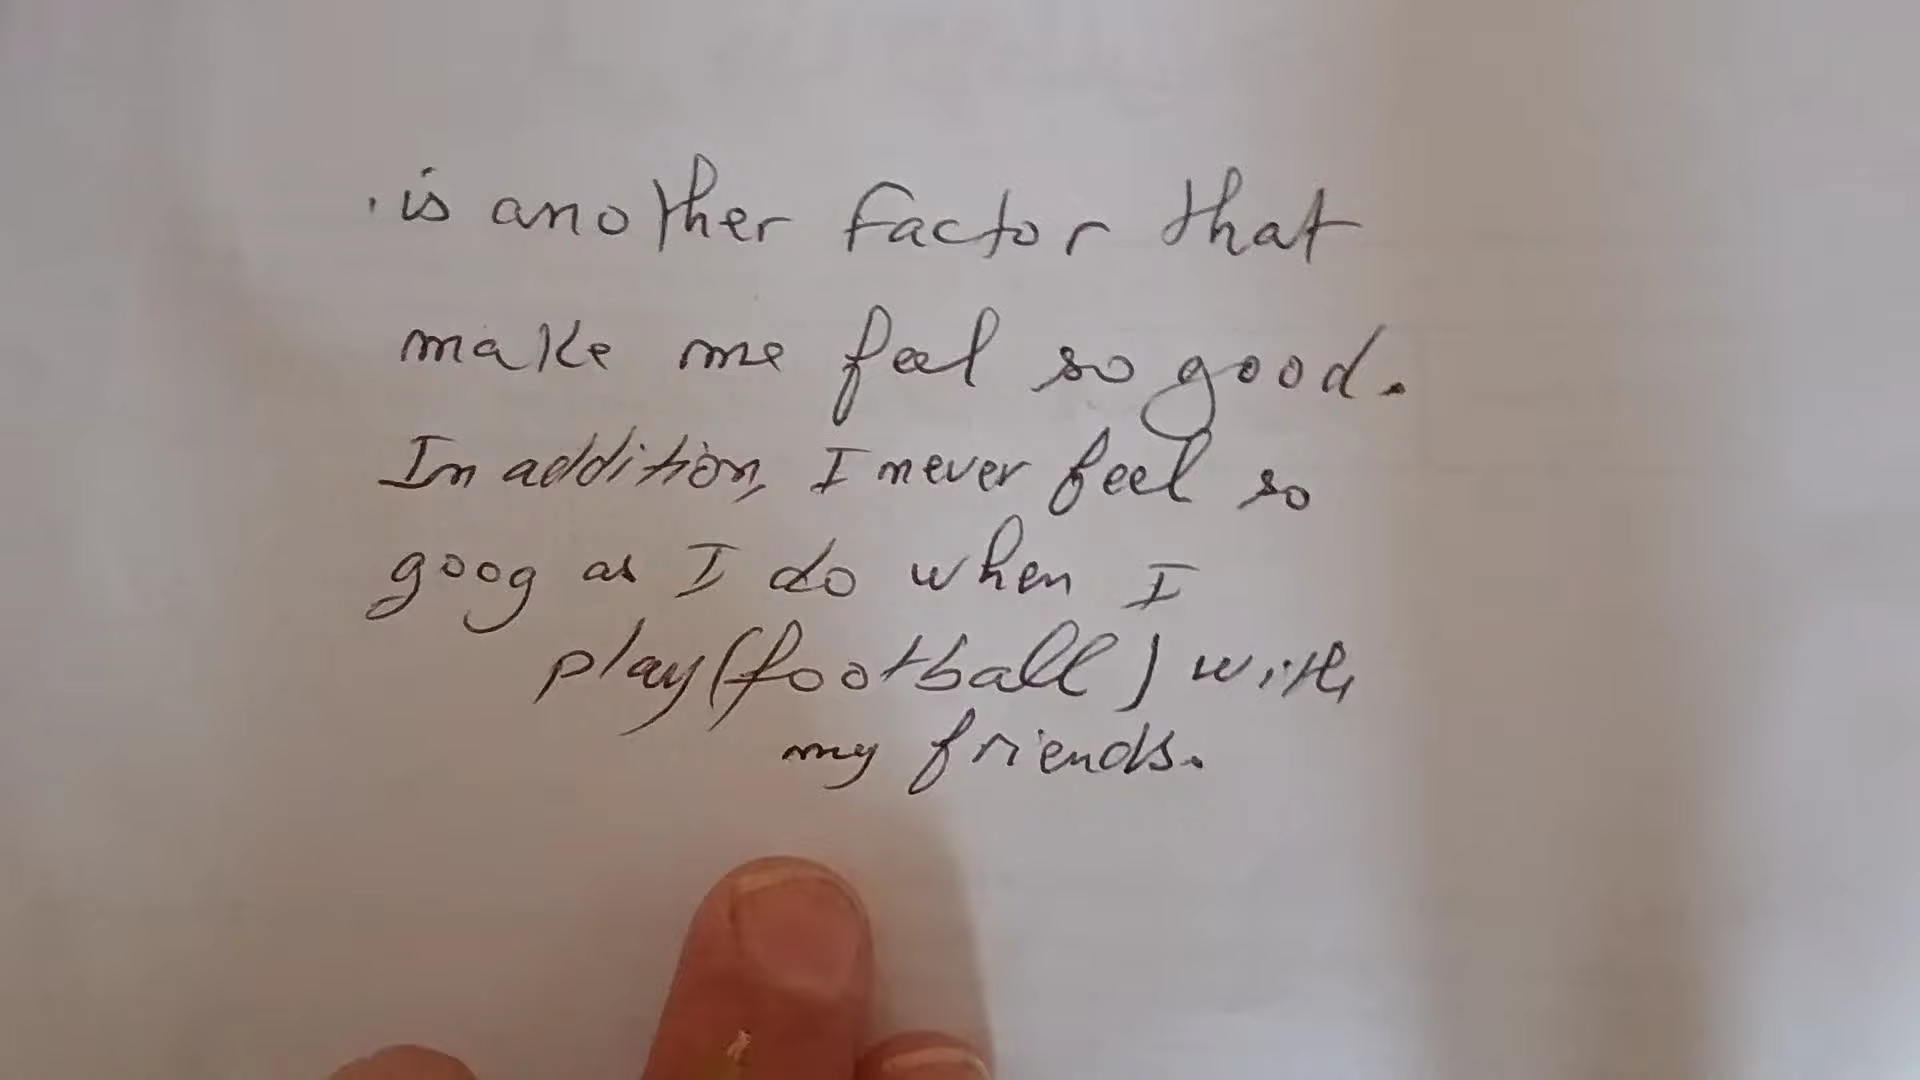 . is another factor that
make me feel so good.
In addition, I never feel so
goog as I do when I
play (football) with
my friends.